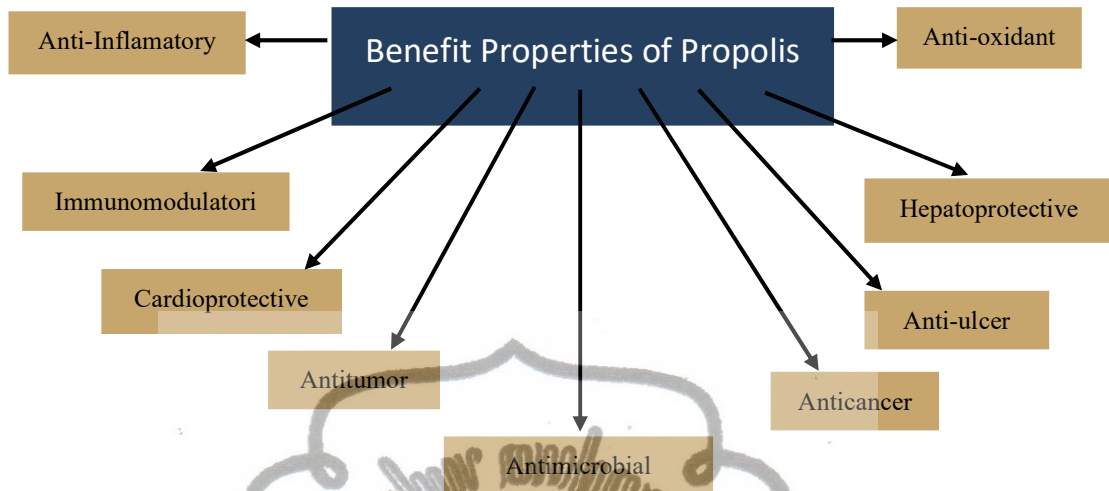 Benefit Properties of Propolis
Anti-Inflamatory
Anti-oxidant
Immunomodulatori
Hepatoprotective
Cardioprotective
Anti-ulcer
Antitumor
Anticancer
Antimicrobial